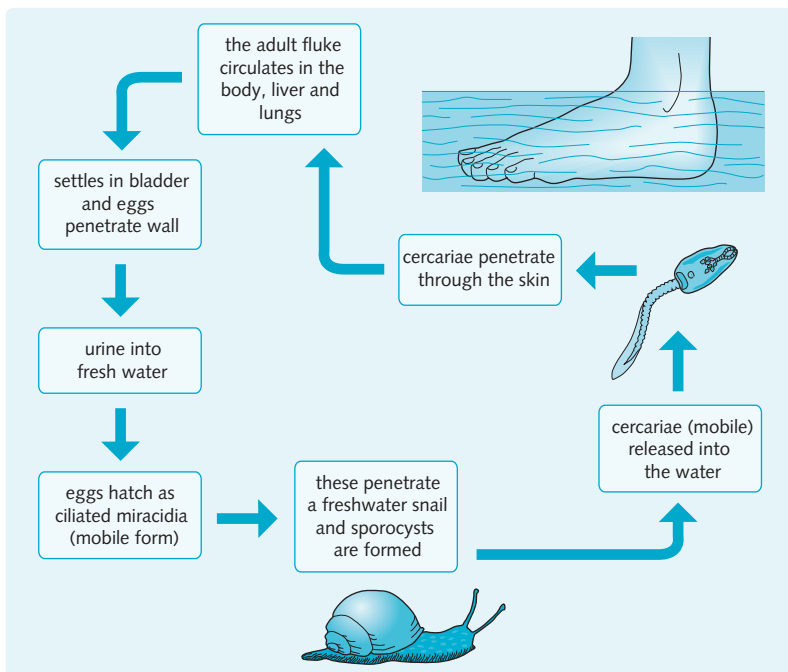 the adult fluke
circulates in the
body, liver and
lungs
settles in bladder
and eggs
penetrate wall
urine into
fresh water
eggs hatch as
ciliated miracidia
(mobile form)
these penetrate
a freshwater snail
and sporocysts
are formed
cercariae (mobile)
released into
the water
cercariae penetrate
through the skin